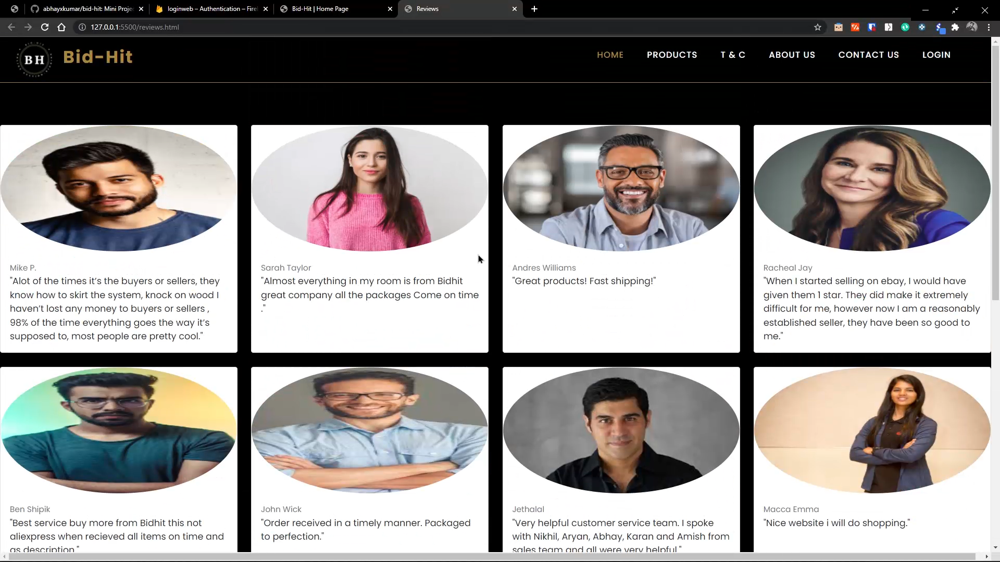 abhayxkumar/bid-hit: Mini Proje
loginweb – Authentication – Fire
Bid-Hit | Home Page
Reviews
127.0.0.1:5500/reviews.html
BH
Bid-Hit
HOME
PRODUCTS
T & C
ABOUT US
CONTACT US
LOGIN
Mike P.
"Alot of the times it’s the buyers or sellers, they
know how to skirt the system, knock on wood I
haven’t lost any money to buyers or sellers ,
98% of the time everything goes the way it’s
supposed to, most people are pretty cool."
Sarah Taylor
"Almost everything in my room is from Bidhit
great company all the packages Come on time
."
Andres Williams
"Great products! Fast shipping!"
Racheal Jay
"When I started selling on ebay, I would have
given them 1 star. They did make it extremely
difficult for me, however now I am a reasonably
established seller, they have been so good to
me."
Ben Shipik
"Best service buy more from Bidhit this not
aliexpress when recieved all items on time and
as description."
John Wick
"Order received in a timely manner. Packaged
to perfection."
Jethalal
"Very helpful customer service team. I spoke
with Nikhil, Aryan, Abhay, Karan and Amish from
sales team and all were very helpful."
Macca Emma
"Nice website i will do shopping."